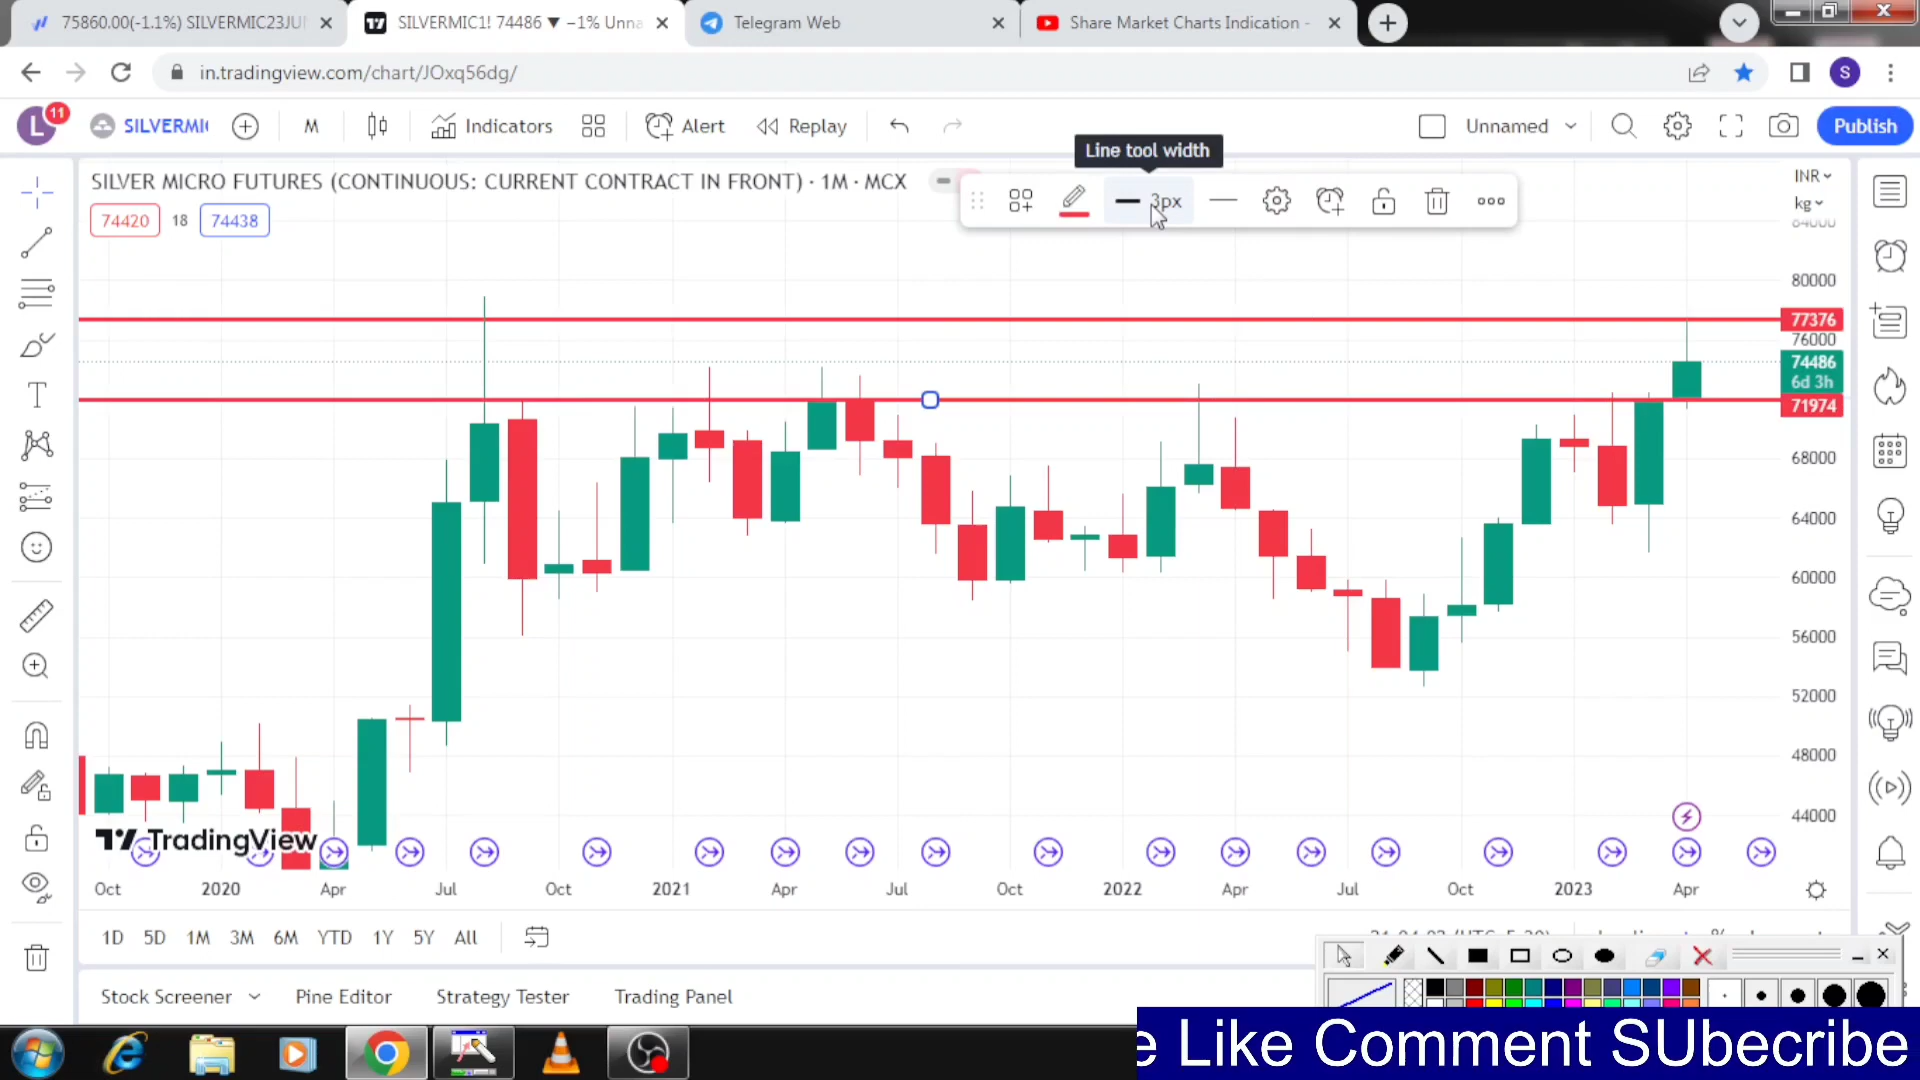 75860.00(-1.1%) SILVERMIC23JU
SILVERMIC1! 74486 ▼ −1% Unna
Telegram Web
Share Market Charts Indication -
S
in.tradingview.com/chart/JOxq56dg/
L
11
SILVERMI
M
Indicators
Alert
Replay
Unnamed
Publish
Line tool width
SILVER MICRO FUTURES (CONTINUOUS: CURRENT CONTRACT IN FRONT) · 1M · MCX
3px
74420
18
74438
INR
kg
84000
80000
77376
76000
74486
6d 3h
71974
68000
64000
60000
56000
52000
48000
44000
TradingView
Oct 2020 Apr Jul Oct 2021 Apr Jul Oct 2022 Apr Jul Oct 2023 Apr
1D 5D 1M 3M 6M YTD 1Y 5Y All
Stock Screener Pine Editor Strategy Tester Trading Panel
e Like Comment SUbecribe